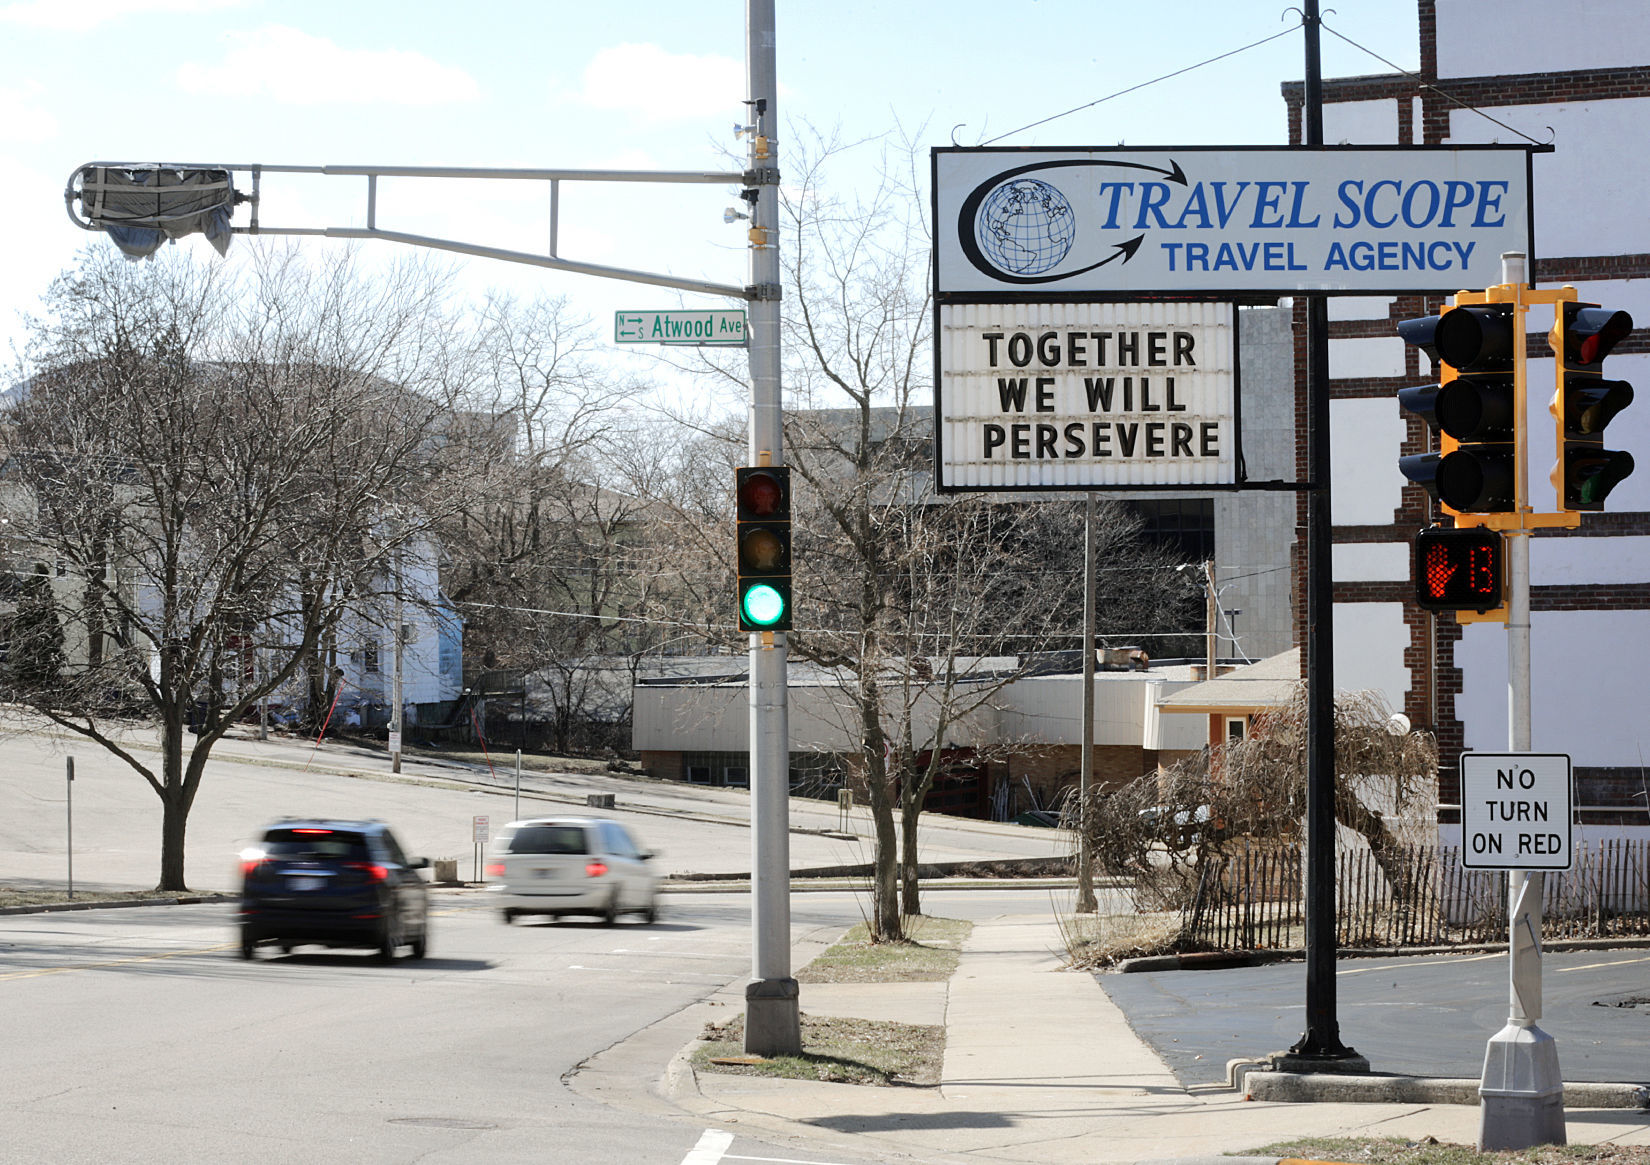 TRAVEL SCOPE
TRAVEL AGENCY
N S Atwood Ave
TOGETHER
WE WILL
PERSEVERE
13
NO
TURN
ON RED